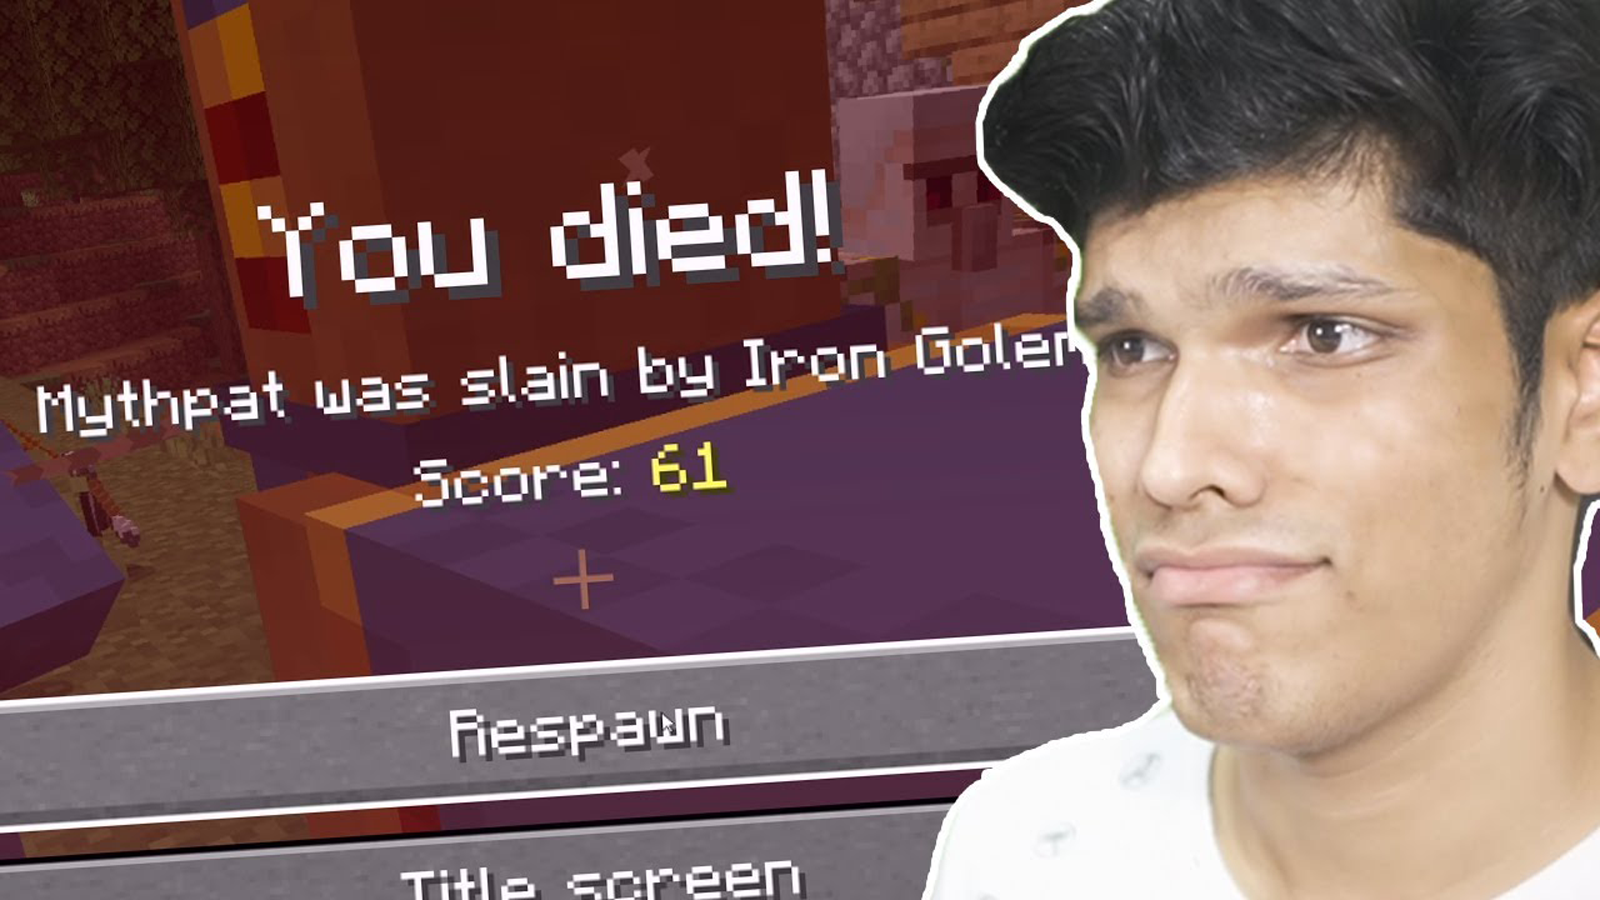 You died!
Mythpat was slain by Iron Golem
Score: 61
Respawn
Title screen